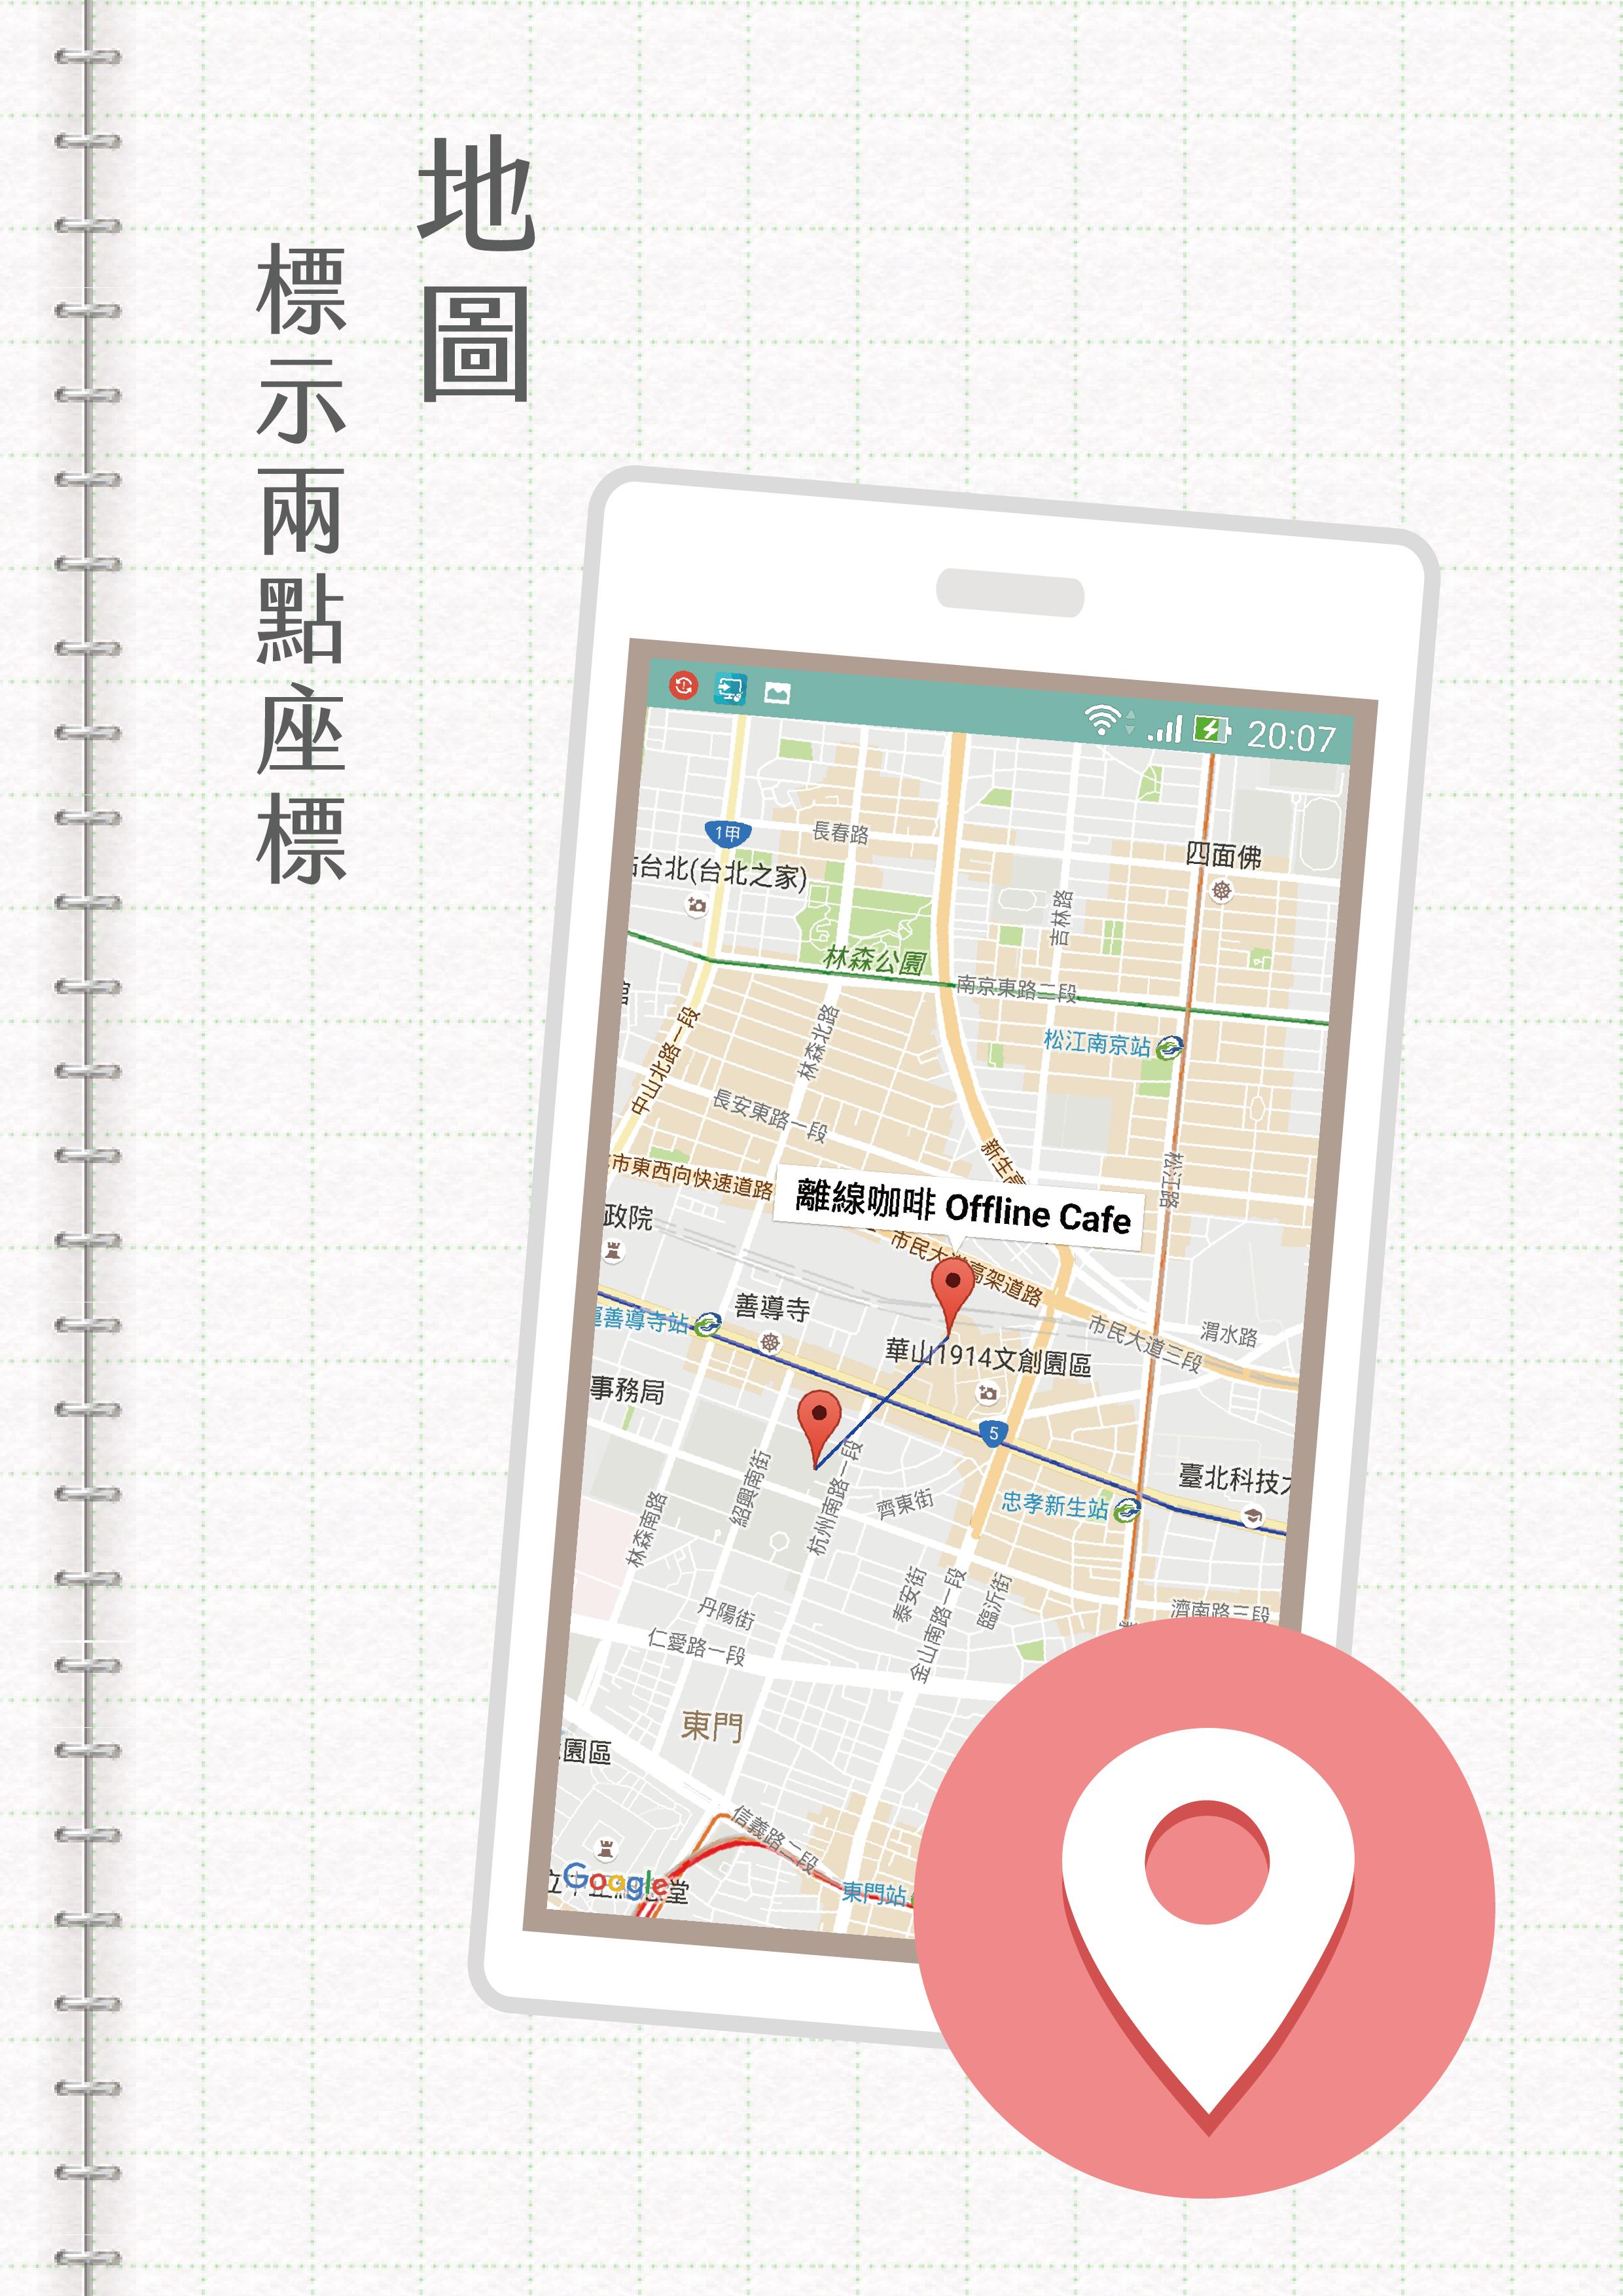 地圖
標示兩點座標
20:07
1甲
長春路
四面佛
台北(台北之家)
吉林路
林森公園
南京東路二段
松江南京站
林森北路
中山北路一段
長安東路一段
新生高
松江路
市東西向快速道路
離線咖啡 Offline Cafe
政院
市民大道高架道路
善導寺
善導寺站
華山1914文創園區
市民大道三段
渭水路
事務局
5
臺北科技大
紹興南街
杭州南路一段
齊東街
忠孝新生站
林森南路
泰安街
金山南路一段
臨沂街
濟南路三段
丹陽街
仁愛路一段
東門
園區
信義路二段
Google
堂
東門站